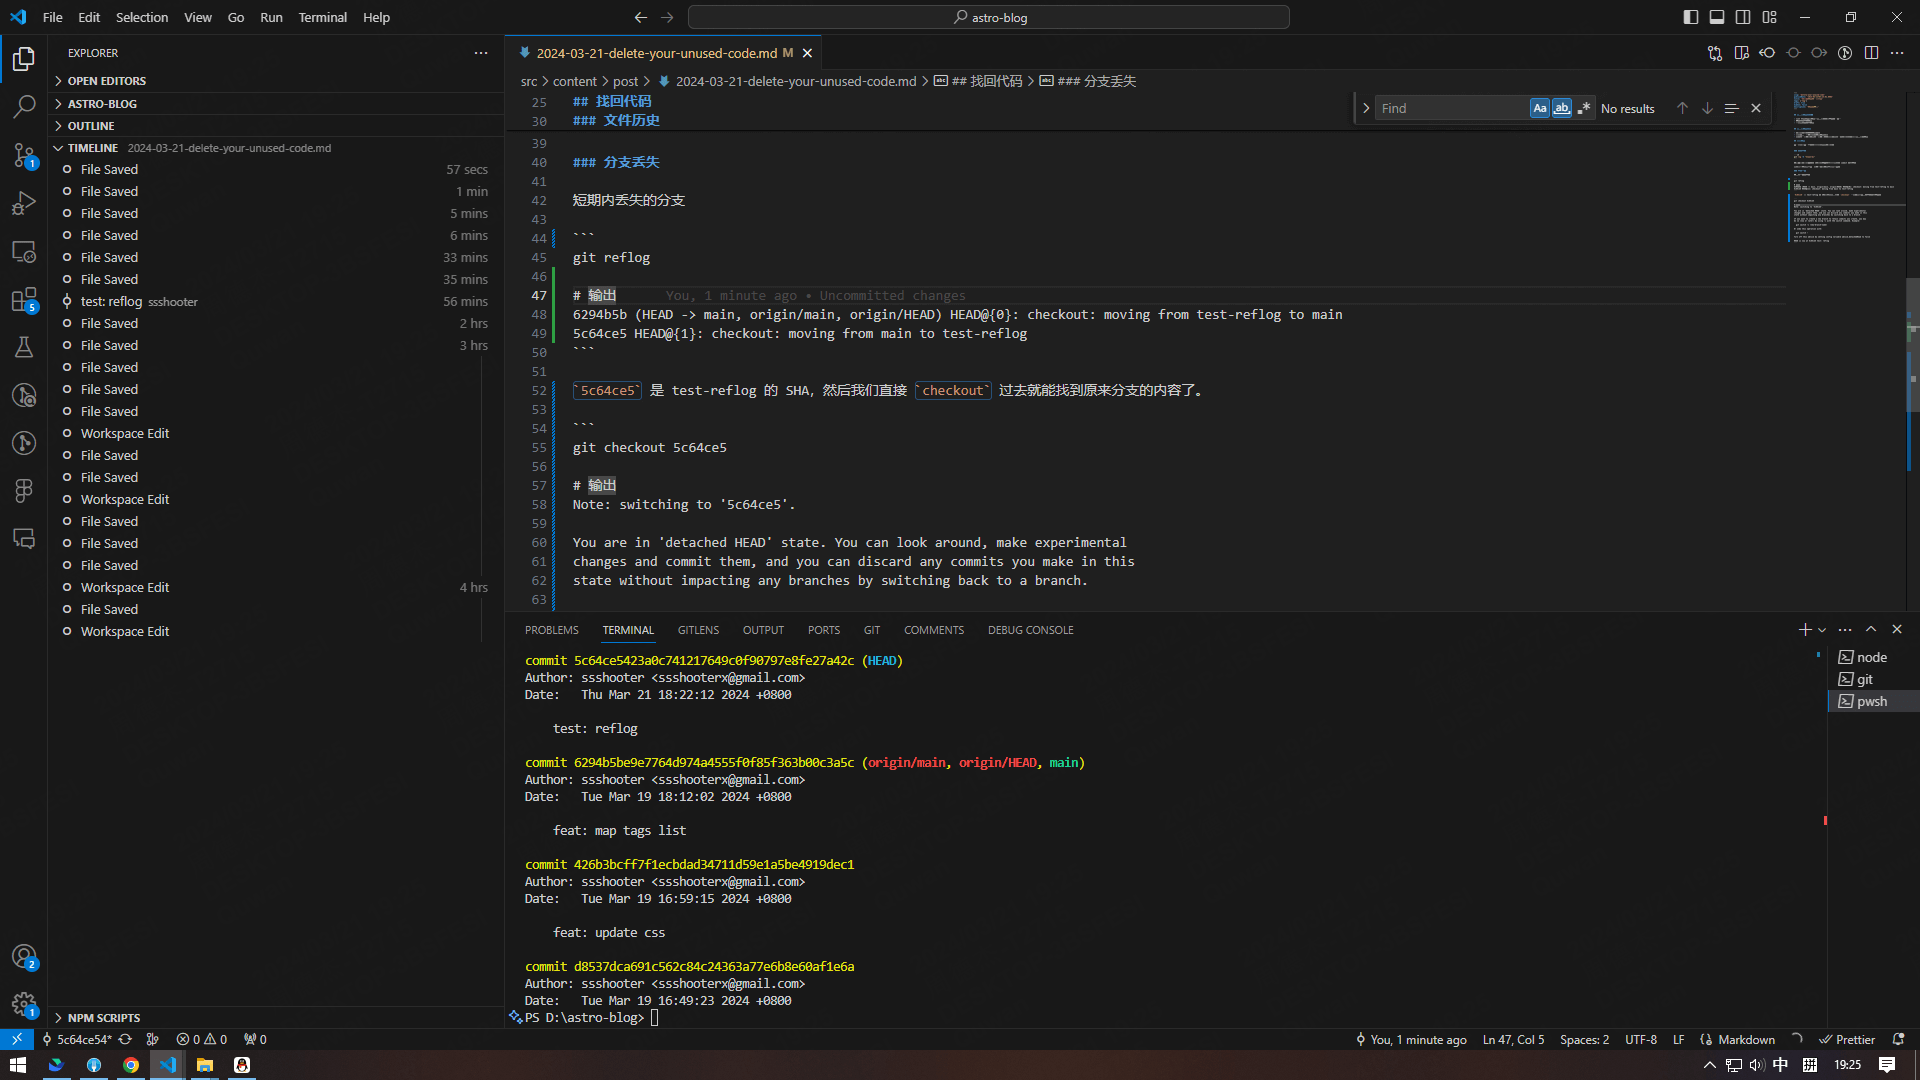 File Edit Selection View Go Run Terminal Help
astro-blog
EXPLORER
OPEN EDITORS
ASTRO-BLOG
OUTLINE
TIMELINE 2024-03-21-delete-your-unused-code.md
File Saved 57 secs
File Saved 1 min
File Saved 5 mins
File Saved 6 mins
File Saved 33 mins
File Saved 35 mins
test: reflog ssshooter 56 mins
File Saved 2 hrs
File Saved 3 hrs
File Saved
File Saved
File Saved
Workspace Edit
File Saved
File Saved
Workspace Edit
File Saved
File Saved
File Saved
Workspace Edit 4 hrs
File Saved
Workspace Edit
NPM SCRIPTS
1
5
2
1
2024-03-21-delete-your-unused-code.md M
src > content > post > 2024-03-21-delete-your-unused-code.md > ## 找回代码 > ### 分支丢失
Find Aa ab .* No results
25 ## 找回代码
30 ### 文件历史
39
40 ### 分支丢失
41
42 短期内丢失的分支
43
44 ```
45 git reflog
46
47 # 输出 You, 1 minute ago • Uncommitted changes
48 6294b5b (HEAD -> main, origin/main, origin/HEAD) HEAD@{0}: checkout: moving from test-reflog to main
49 5c64ce5 HEAD@{1}: checkout: moving from main to test-reflog
50 ```
51
52 `5c64ce5` 是 test-reflog 的 SHA，然后我们直接 `checkout` 过去就能找到原来分支的内容了。
53
54 ```
55 git checkout 5c64ce5
56
57 # 输出
58 Note: switching to '5c64ce5'.
59
60 You are in 'detached HEAD' state. You can look around, make experimental
61 changes and commit them, and you can discard any commits you make in this
62 state without impacting any branches by switching back to a branch.
63
PROBLEMS TERMINAL GITLENS OUTPUT PORTS GIT COMMENTS DEBUG CONSOLE
commit 5c64ce5423a0c741217649c0f90797e8fe27a42c (HEAD)
Author: ssshooter <ssshooterx@gmail.com>
Date: Thu Mar 21 18:22:12 2024 +0800
test: reflog
commit 6294b5be9e7764d974a4555f0f85f363b00c3a5c (origin/main, origin/HEAD, main)
Author: ssshooter <ssshooterx@gmail.com>
Date: Tue Mar 19 18:12:02 2024 +0800
feat: map tags list
commit 426b3bcff7f1ecbdad34711d59e1a5be4919dec1
Author: ssshooter <ssshooterx@gmail.com>
Date: Tue Mar 19 16:59:15 2024 +0800
feat: update css
commit d8537dca691c562c84c24363a77e6b8e60af1e6a
Author: ssshooter <ssshooterx@gmail.com>
Date: Tue Mar 19 16:49:23 2024 +0800
PS D:\astro-blog>
node
git
pwsh
5c64ce54* 0 0 0
You, 1 minute ago Ln 47, Col 5 Spaces: 2 UTF-8 LF Markdown Prettier
中 拼 19:25